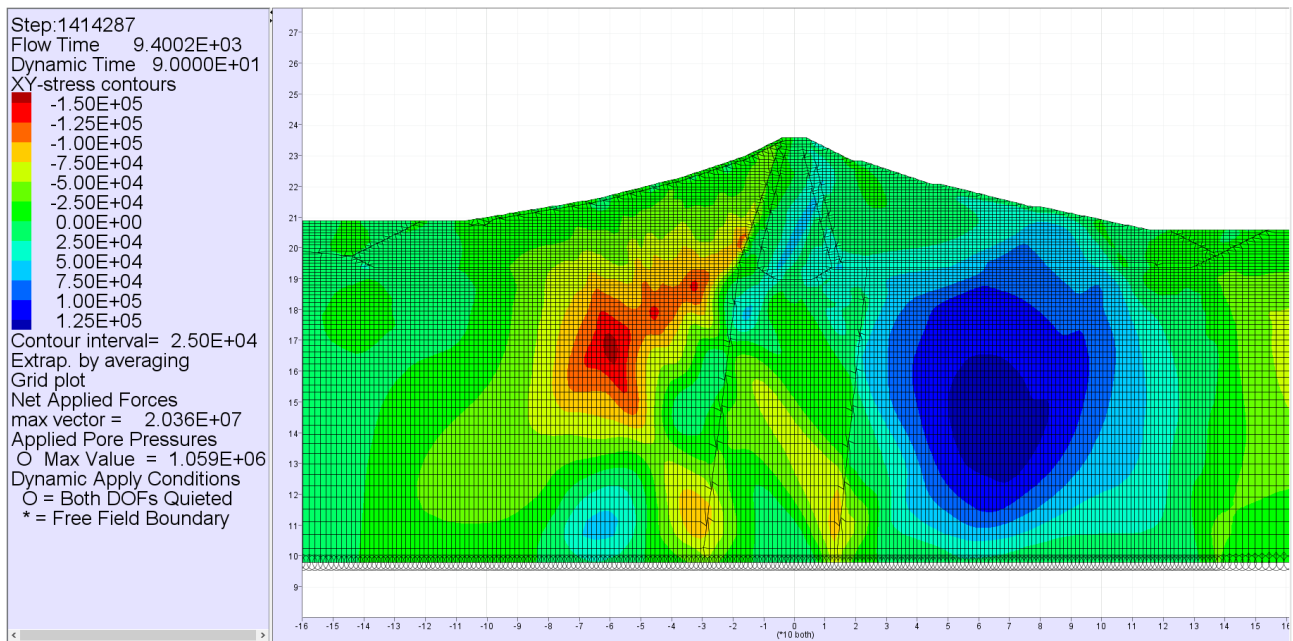 Step:1414287
Flow Time 9.4002E+03
Dynamic Time 9.0000E+01
XY-stress contours
-1.50E+05
-1.25E+05
-1.00E+05
-7.50E+04
-5.00E+04
-2.50E+04
0.00E+00
2.50E+04
5.00E+04
7.50E+04
1.00E+05
1.25E+05
Contour interval= 2.50E+04
Extrap. by averaging
Grid plot
Net Applied Forces
max vector = 2.036E+07
Applied Pore Pressures
O Max Value = 1.059E+06
Dynamic Apply Conditions
O = Both DOFs Quieted
* = Free Field Boundary
27
26
25
24
23
22
21
20
19
18
17
16
15
14
13
12
11
10
9
-16 -15 -14 -13 -12 -11 -10 -9 -8 -7 -6 -5 -4 -3 -2 -1 0 1 2 3 4 5 6 7 8 9 10 11 12 13 14 15 16
(*10 both)